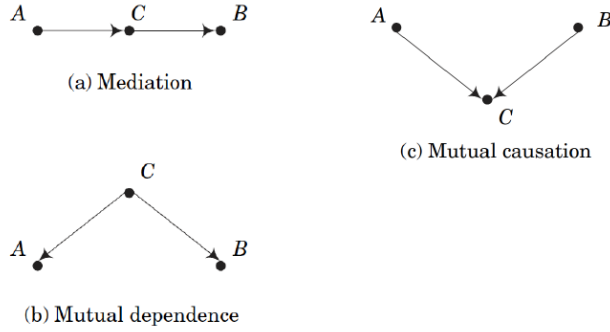 A C B
(a) Mediation
A B
C
(c) Mutual causation
C
A B
(b) Mutual dependence